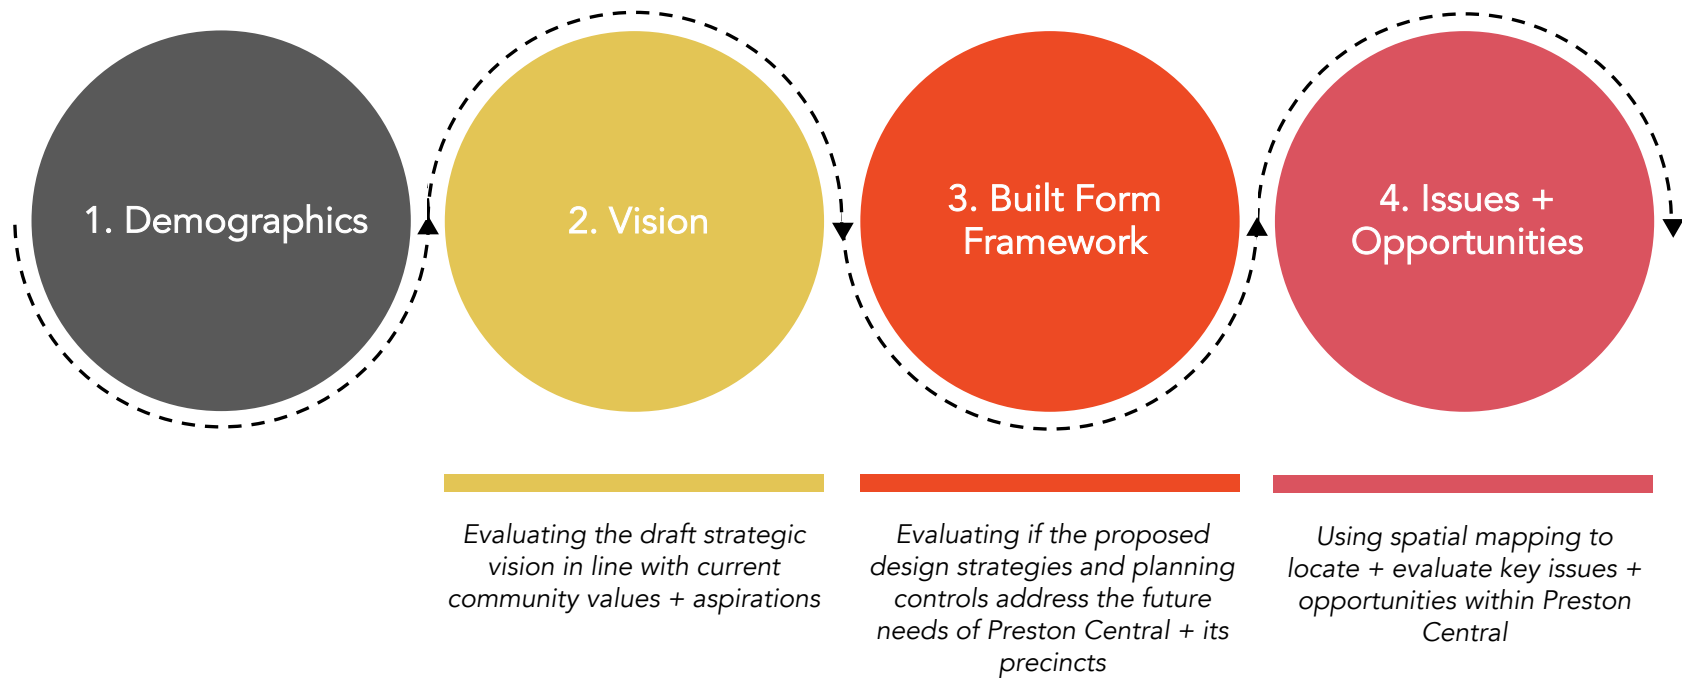 1. Demographics
2. Vision
3. Built Form
Framework
4. Issues +
Opportunities
Evaluating the draft strategic
vision in line with current
community values + aspirations
Evaluating if the proposed
design strategies and planning
controls address the future
needs of Preston Central + its
precincts
Using spatial mapping to
locate + evaluate key issues +
opportunities within Preston
Central